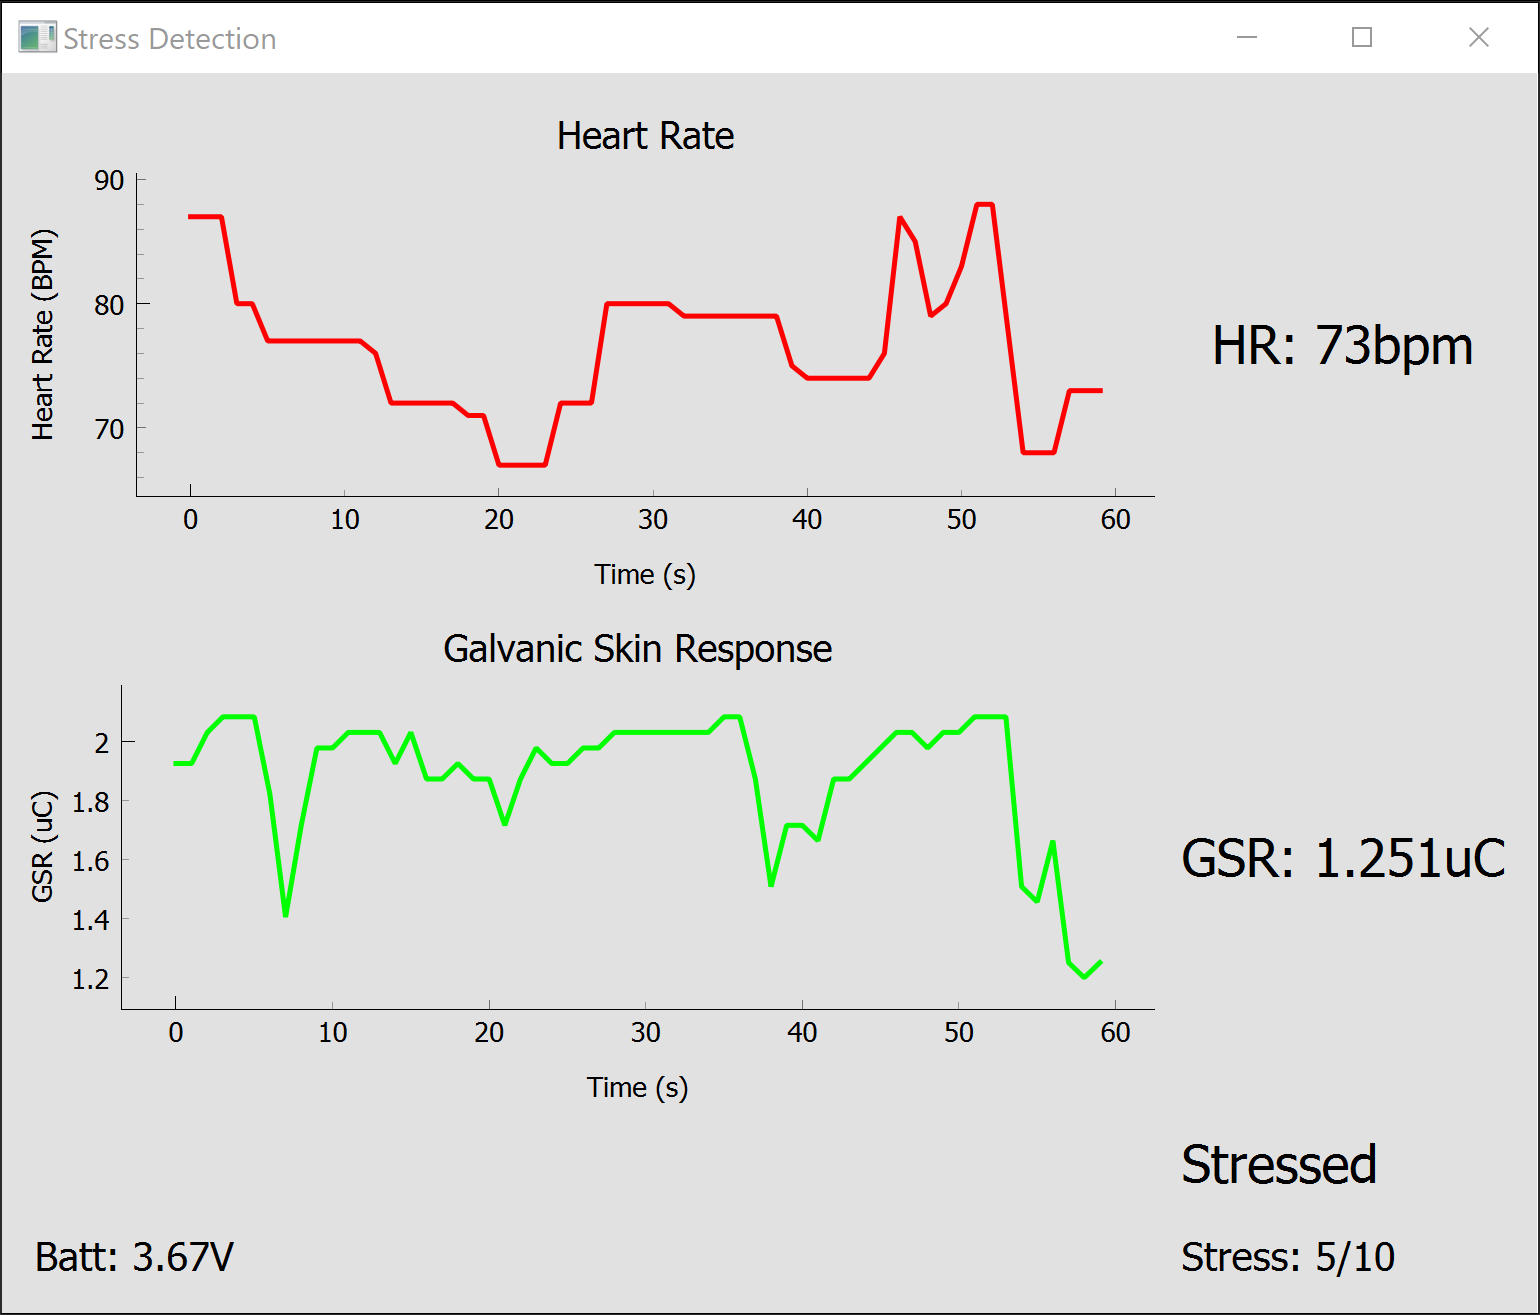 Stress Detection
Heart Rate
90
80
70
Heart Rate (BPM)
0 10 20 30 40 50 60
Time (s)
HR: 73bpm
Galvanic Skin Response
2
1.8
1.6
1.4
1.2
GSR (uC)
0 10 20 30 40 50 60
Time (s)
GSR: 1.251uC
Stressed
Batt: 3.67V
Stress: 5/10